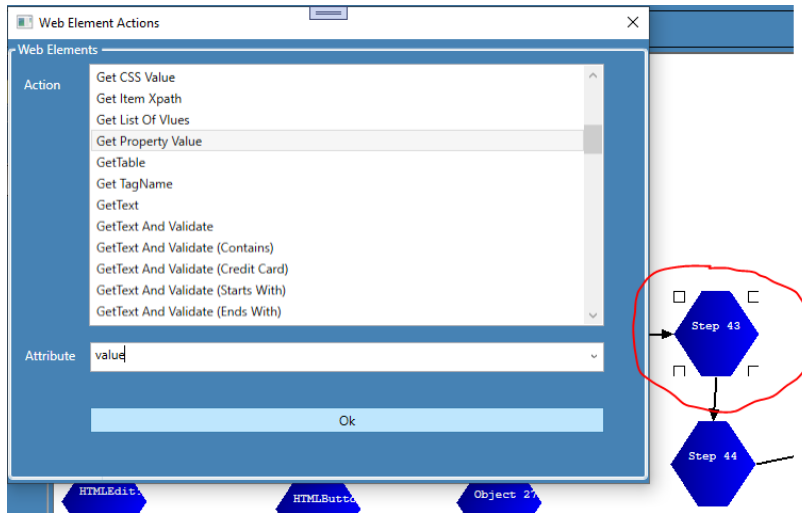 Web Element Actions
Web Elements
Action
Get CSS Value
Get Item Xpath
Get List Of Vlues
Get Property Value
GetTable
Get TagName
GetText
GetText And Validate
GetText And Validate (Contains)
GetText And Validate (Credit Card)
GetText And Validate (Starts With)
GetText And Validate (Ends With)
Attribute
value
Ok
Step 43
Step 44
HTMLEdit
HTMLButto
Object 27